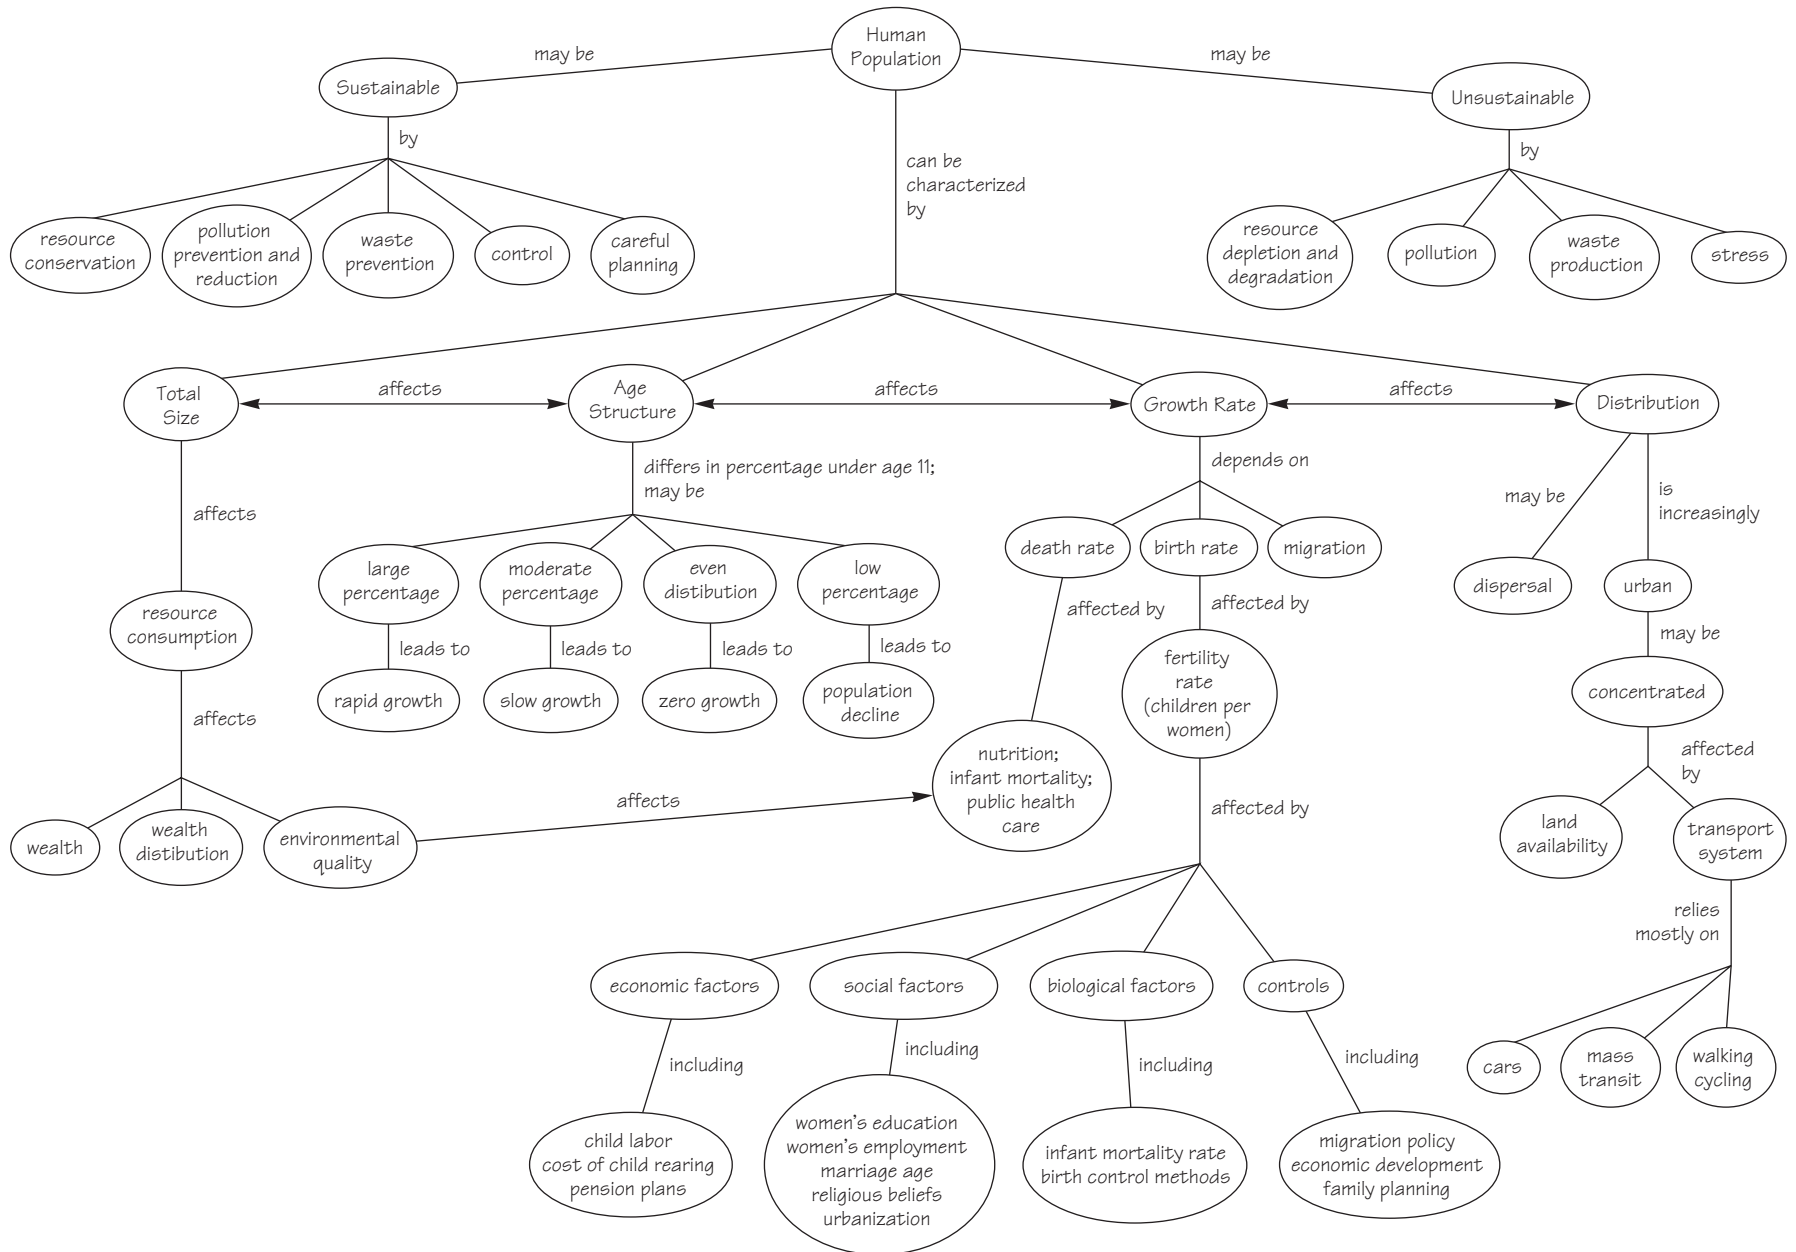 Human
Population
may be
may be
Sustainable
Unsustainable
by
by
can be
characterized
by
resource
conservation
pollution
prevention and
reduction
waste
prevention
control
careful
planning
resource
depletion and
degradation
pollution
waste
production
stress
Total
Size
affects
Age
Structure
affects
Growth Rate
affects
Distribution
affects
differs in percentage under age 11;
may be
depends on
may be
is
increasingly
large
percentage
moderate
percentage
even
distibution
low
percentage
death rate
birth rate
migration
dispersal
urban
resource
consumption
leads to
leads to
leads to
leads to
affected by
affected by
may be
rapid growth
slow growth
zero growth
population
decline
fertility
rate
(children per
women)
concentrated
affects
nutrition;
infant mortality;
public health
care
affected
by
wealth
wealth
distibution
environmental
quality
affects
affected by
land
availability
transport
system
relies
mostly on
economic factors
social factors
biological factors
controls
including
including
including
including
cars
mass
transit
walking
cycling
child labor
cost of child rearing
pension plans
women's education
women's employment
marriage age
religious beliefs
urbanization
infant mortality rate
birth control methods
migration policy
economic development
family planning